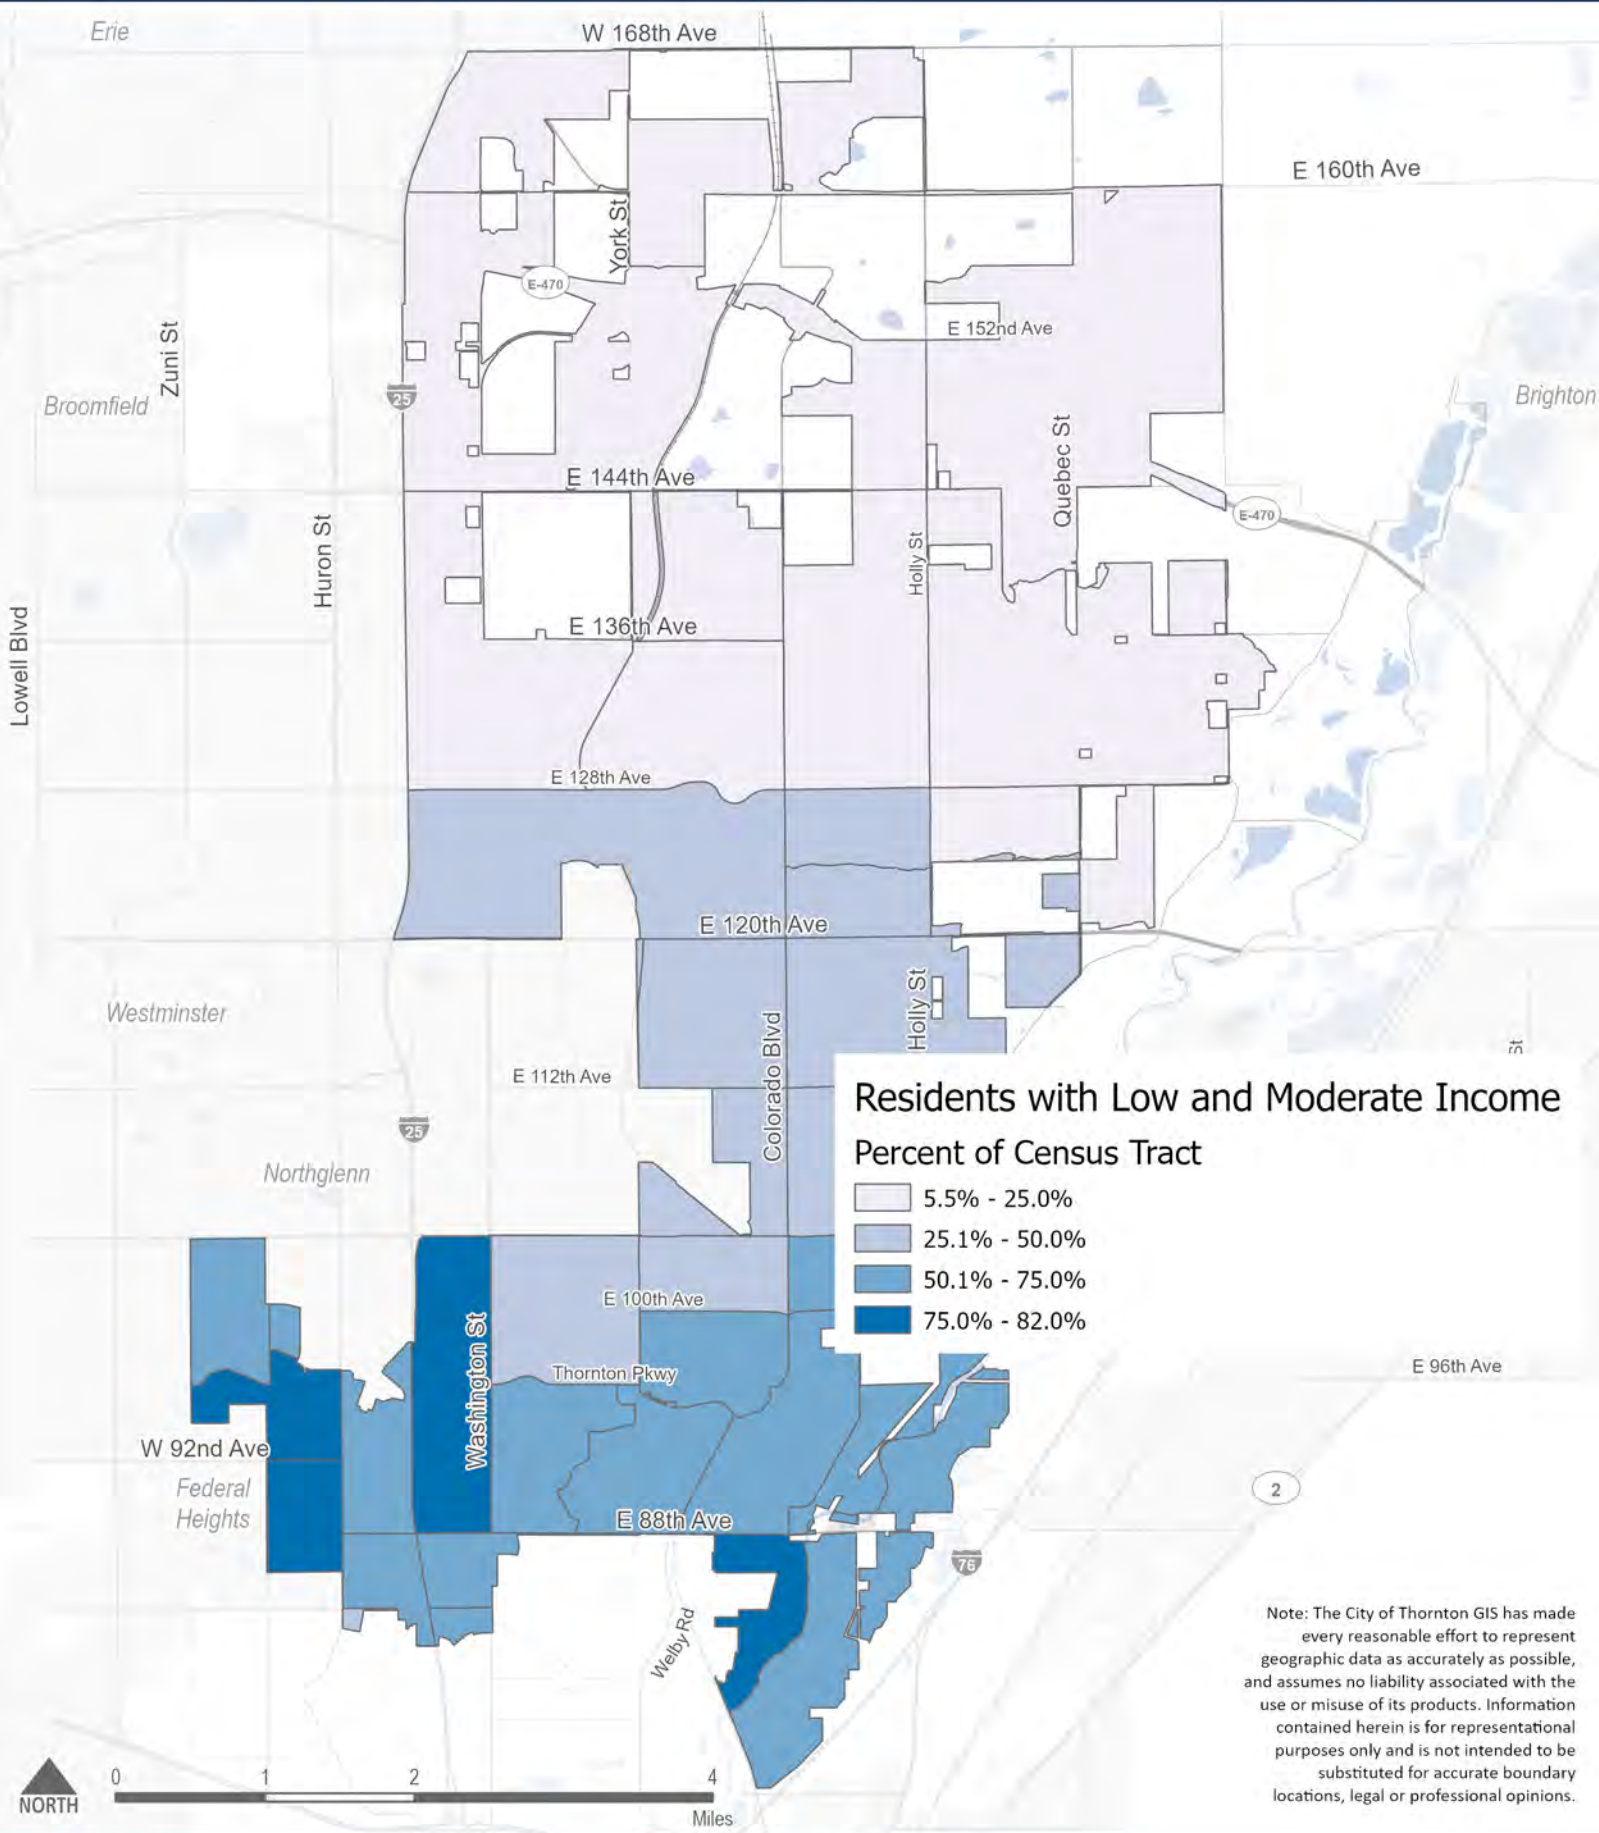 Erie
W 168th Ave
E 160th Ave
York St
E-470
E 152nd Ave
Zuni St
25
Broomfield
Brighton
Quebec St
E 144th Ave
E-470
Huron St
Holly St
Lowell Blvd
E 136th Ave
E 128th Ave
E 120th Ave
Westminster
Holly St
Colorado Blvd
St
E 112th Ave
25
Northglenn
Residents with Low and Moderate Income
Percent of Census Tract
5.5% - 25.0%
25.1% - 50.0%
50.1% - 75.0%
75.0% - 82.0%
E 100th Ave
Washington St
Thornton Pkwy
E 96th Ave
W 92nd Ave
Federal
Heights
2
E 88th Ave
76
Welby Rd
Note: The City of Thornton GIS has made
every reasonable effort to represent
geographic data as accurately as possible,
and assumes no liability associated with the
use or misuse of its products. Information
contained herein is for representational
purposes only and is not intended to be
substituted for accurate boundary
locations, legal or professional opinions.
NORTH
0 1 2 4
Miles